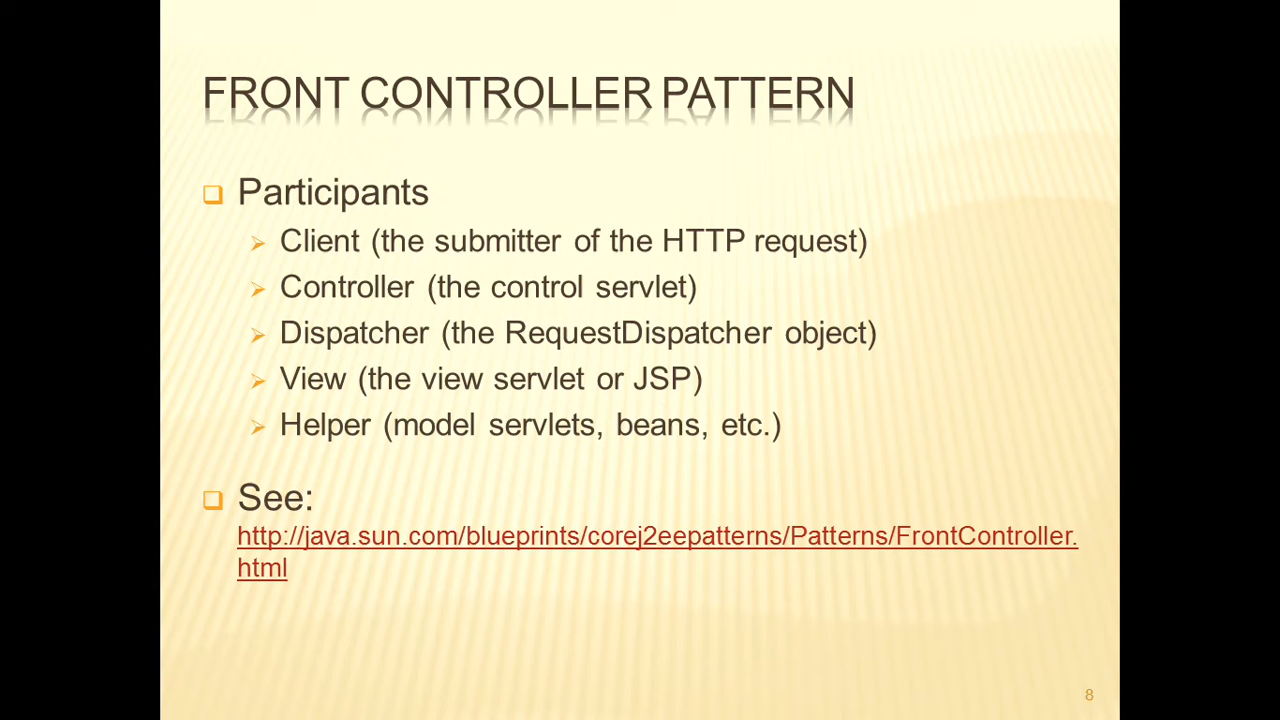 FRONT CONTROLLER PATTERN
Participants
Client (the submitter of the HTTP request)
Controller (the control servlet)
Dispatcher (the RequestDispatcher object)
View (the view servlet or JSP)
Helper (model servlets, beans, etc.)
See:
http://java.sun.com/blueprints/corej2eepatterns/Patterns/FrontController.
html
8